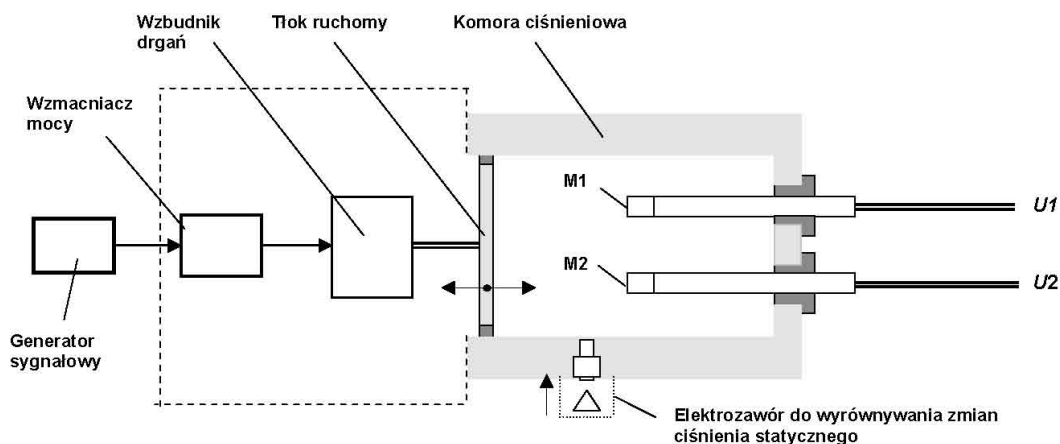 Wzbudnik
drgań
Tłok ruchomy
Komora ciśnieniowa
Wzmacniacz
mocy
M1
U1
M2
U2
Generator
sygnałowy
Elektrozawór do wyrównywania zmian
ciśnienia statycznego